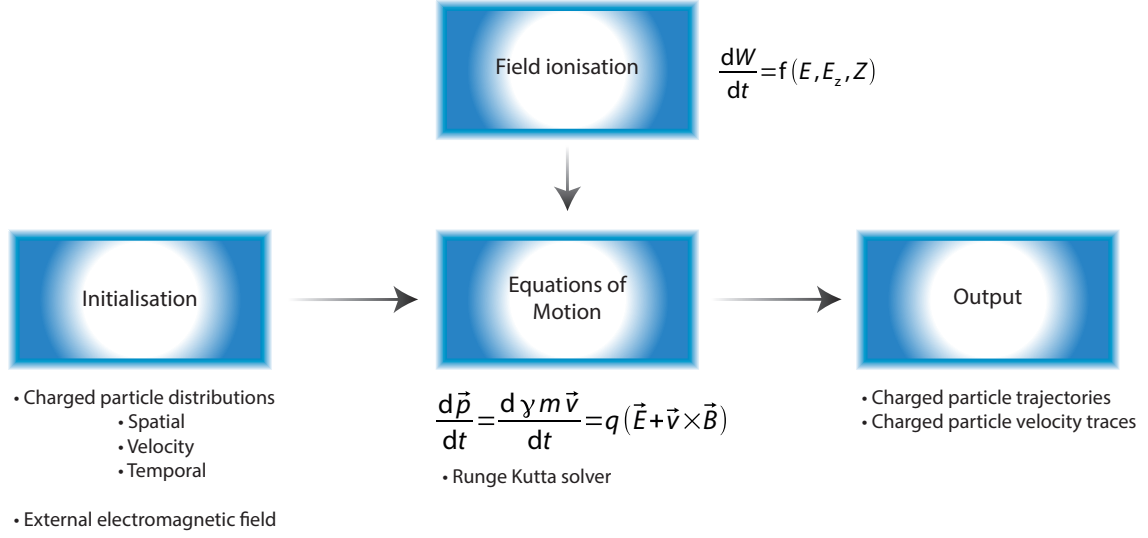 Field ionisation
dW/dt = f(E, E_z, Z)
Initialisation
Equations of
Motion
Output
• Charged particle distributions
• Spatial
• Velocity
• Temporal
• External electromagnetic field
dp⃗/dt = dγmv⃗/dt = q(E⃗+v⃗×B⃗)
• Runge Kutta solver
• Charged particle trajectories
• Charged particle velocity traces